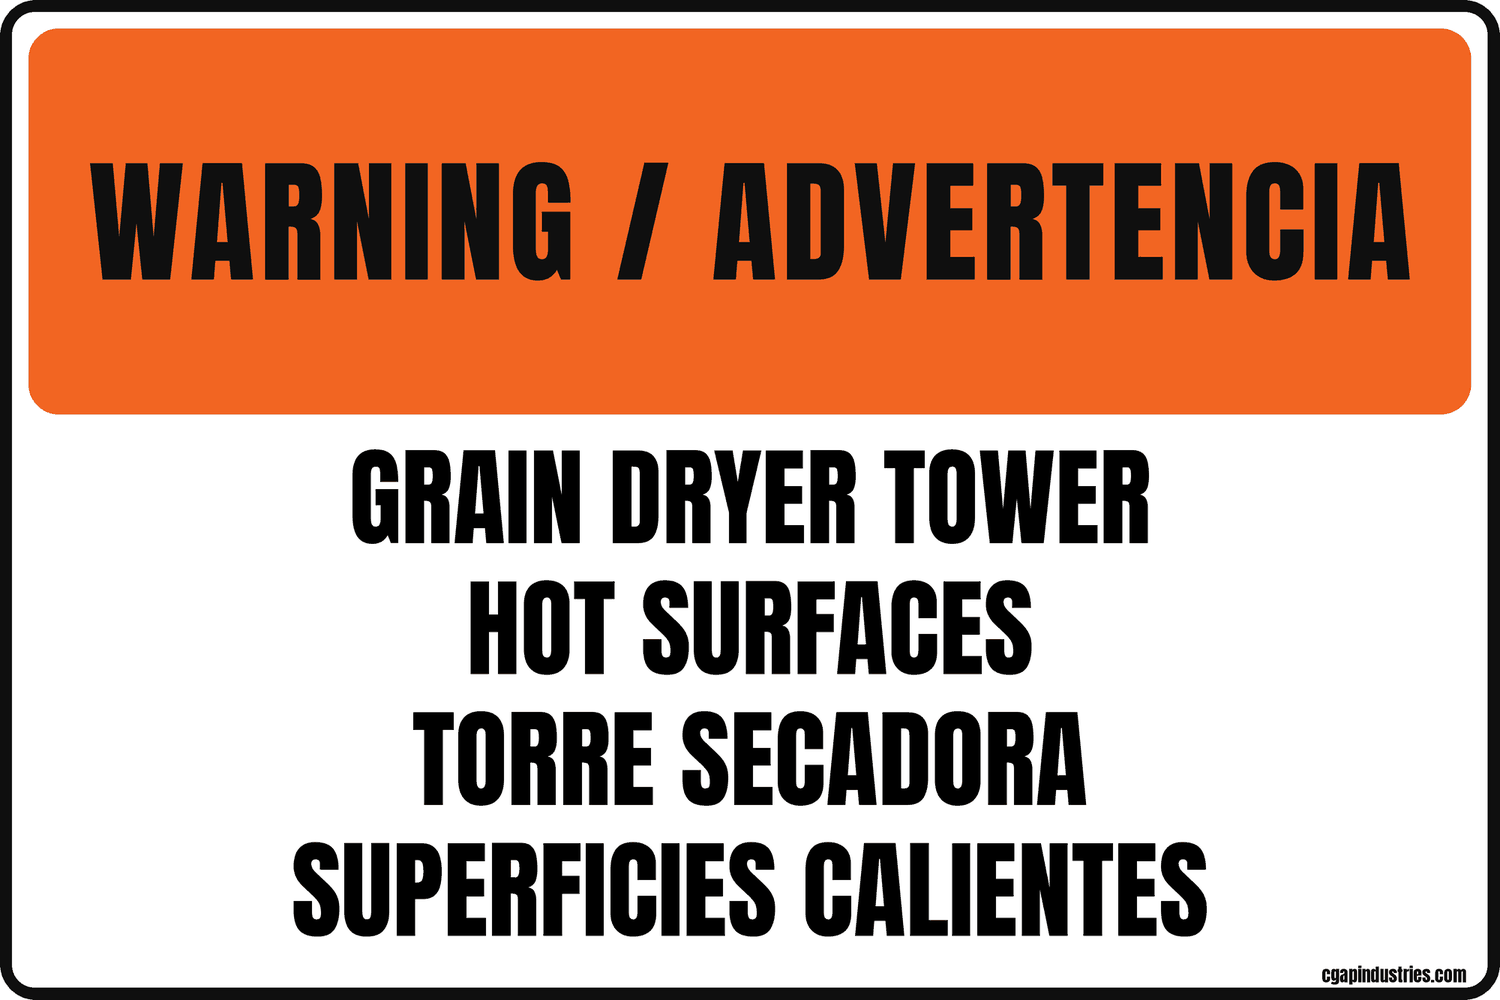 WARNING / ADVERTENCIA
GRAIN DRYER TOWER
HOT SURFACES
TORRE SECADORA
SUPERFICIES CALIENTES
cgapindustries.com